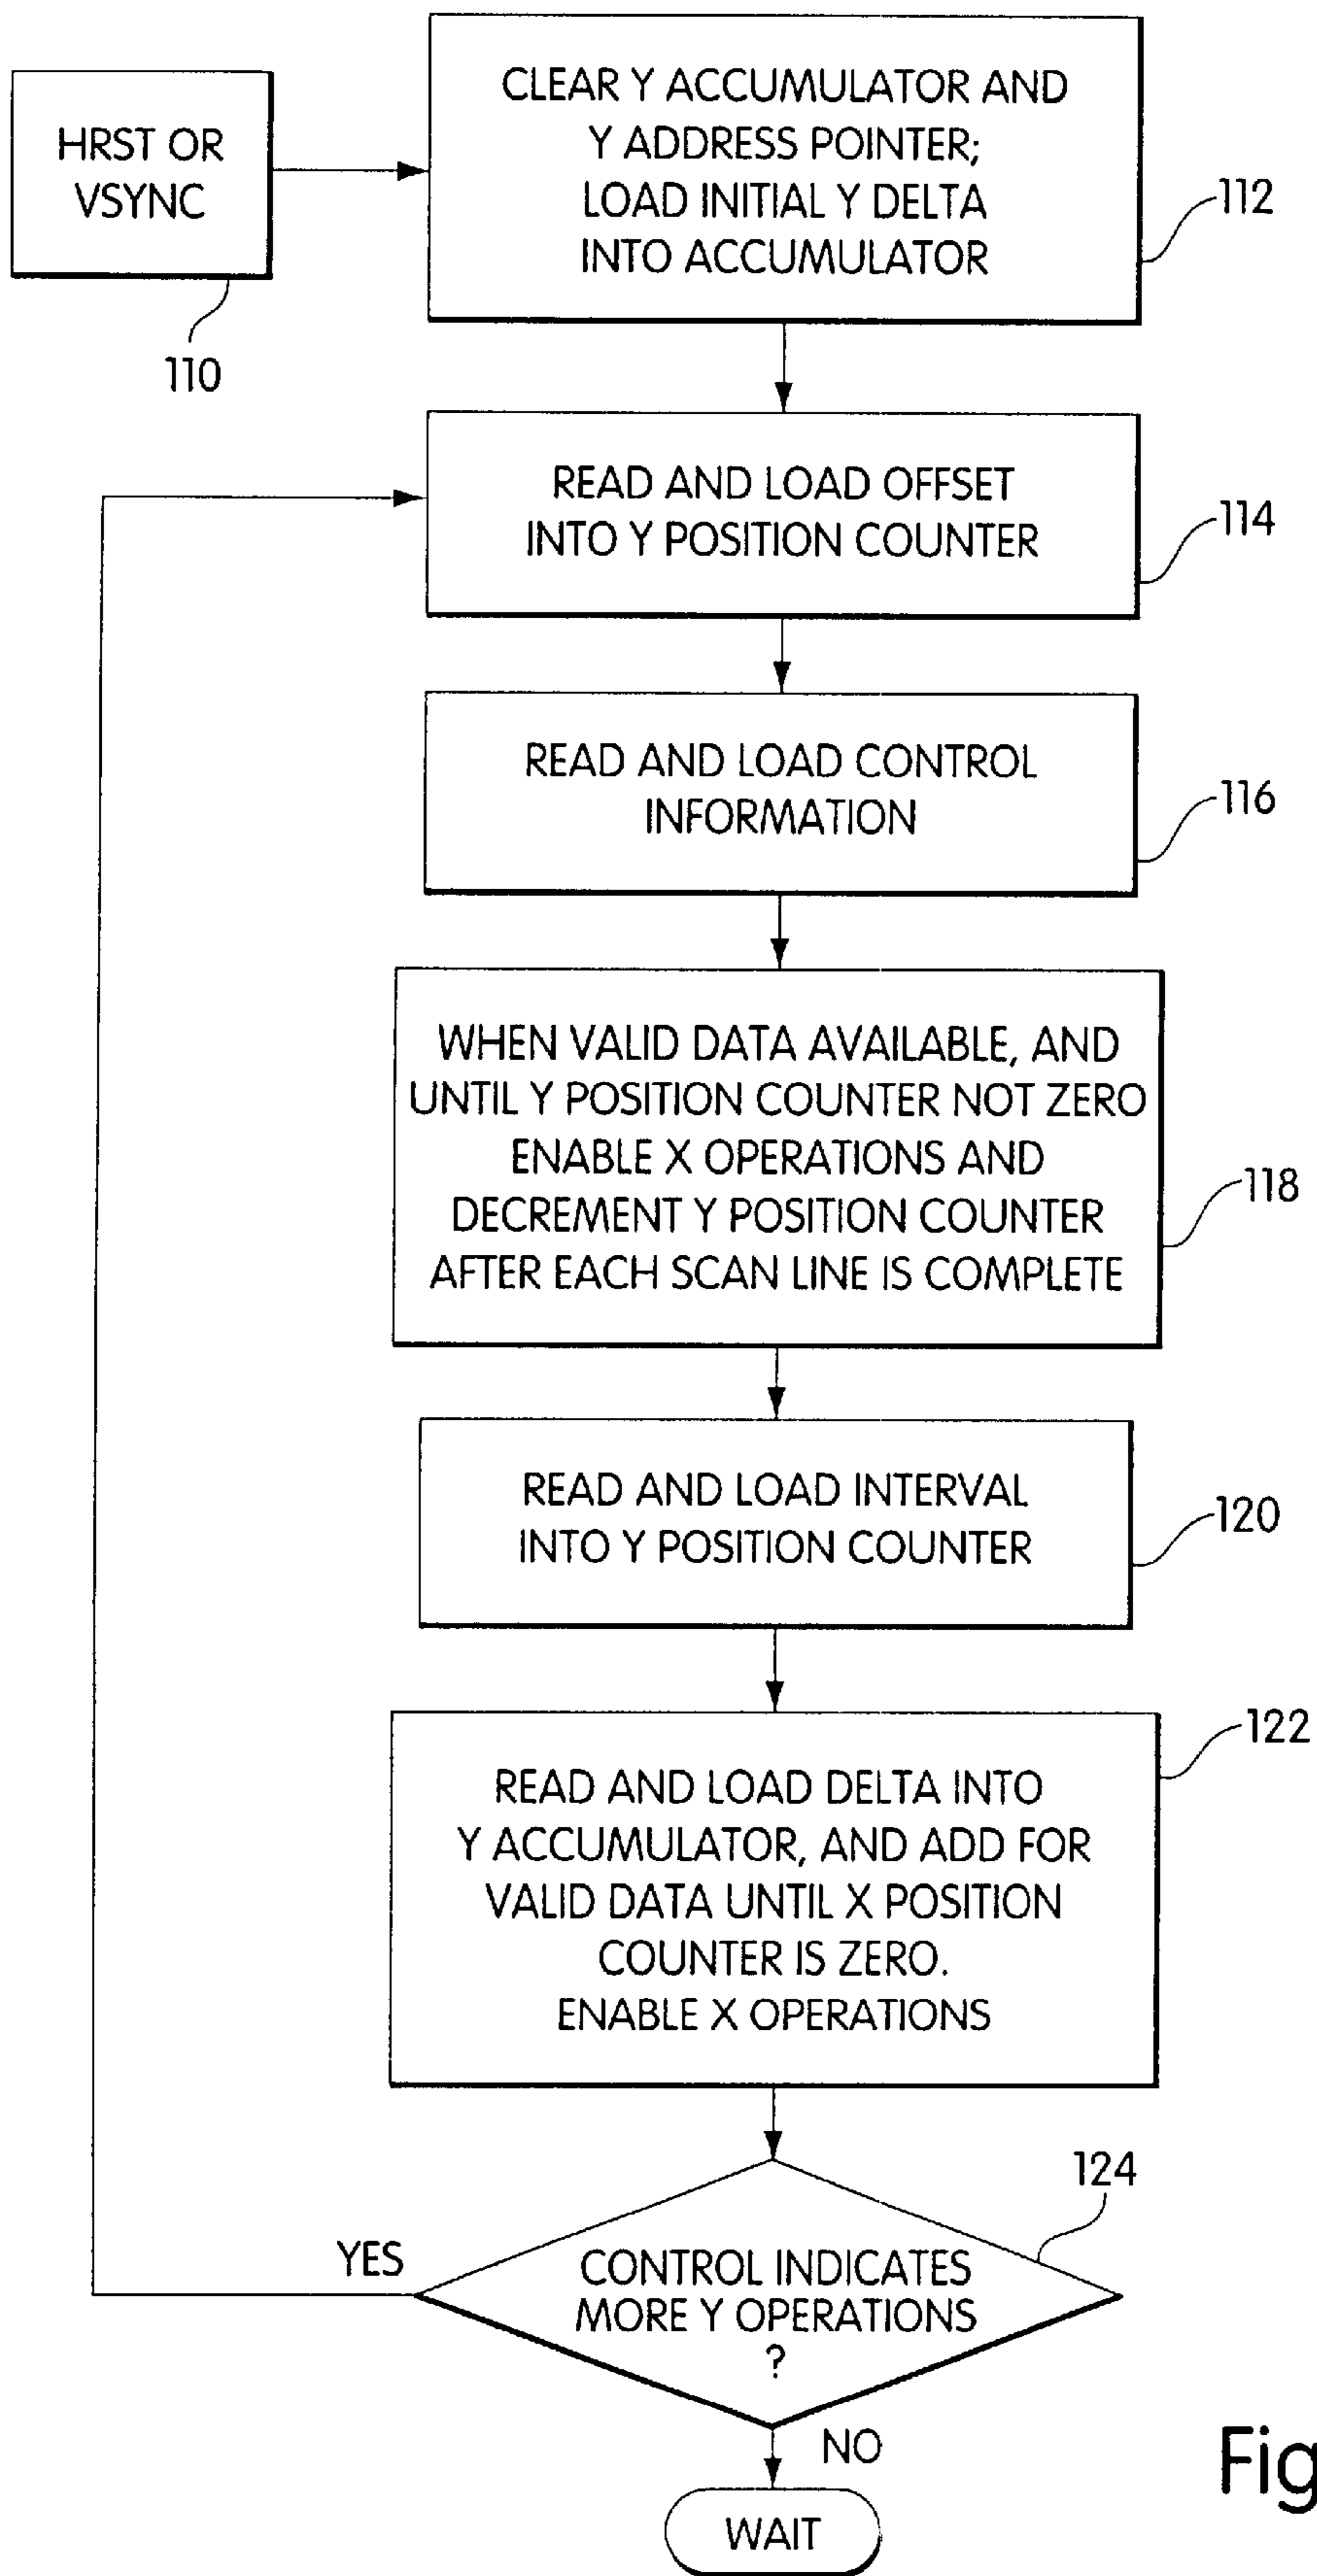 HRST OR
VSYNC
110
CLEAR Y ACCUMULATOR AND
Y ADDRESS POINTER;
LOAD INITIAL Y DELTA
INTO ACCUMULATOR
112
READ AND LOAD OFFSET
INTO Y POSITION COUNTER
114
READ AND LOAD CONTROL
INFORMATION
116
WHEN VALID DATA AVAILABLE, AND
UNTIL Y POSITION COUNTER NOT ZERO
ENABLE X OPERATIONS AND
DECREMENT Y POSITION COUNTER
AFTER EACH SCAN LINE IS COMPLETE
118
READ AND LOAD INTERVAL
INTO Y POSITION COUNTER
120
READ AND LOAD DELTA INTO
Y ACCUMULATOR, AND ADD FOR
VALID DATA UNTIL X POSITION
COUNTER IS ZERO.
ENABLE X OPERATIONS
122
124
YES
CONTROL INDICATES
MORE Y OPERATIONS
?
NO
WAIT
Fig